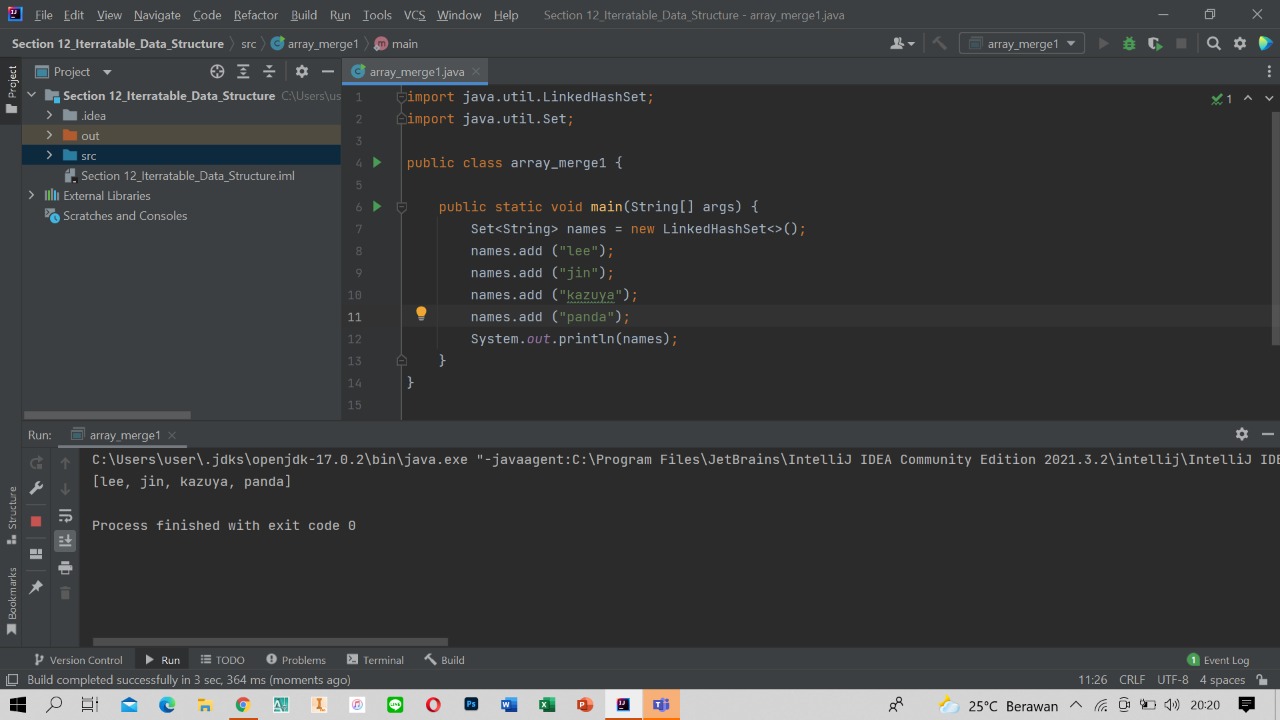 File Edit View Navigate Code Refactor Build Run Tools VCS Window Help Section 12_Iterratable_Data_Structure - array_merge1.java
Section 12_Iterratable_Data_Structure src array_merge1 main array_merge1
Project Project array_merge1.java
Section 12_Iterratable_Data_Structure C:\Users\us
.idea
out
src
Section 12_Iterratable_Data_Structure.iml
External Libraries
Scratches and Consoles
1 import java.util.LinkedHashSet; 1
2 import java.util.Set;
3
4 public class array_merge1 {
5
6 public static void main(String[] args) {
7 Set<String> names = new LinkedHashSet<>();
8 names.add ("lee");
9 names.add ("jin");
10 names.add ("kazuya");
11 names.add ("panda");
12 System.out.println(names);
13 }
14 }
15
Run: array_merge1
C:\Users\user\.jdks\openjdk-17.0.2\bin\java.exe "-javaagent:C:\Program Files\JetBrains\IntelliJ IDEA Community Edition 2021.3.2\intellij\IntelliJ IDE
[lee, jin, kazuya, panda]
Process finished with exit code 0
Structure
Bookmarks
Version Control Run TODO Problems Terminal Build 1 Event Log
Build completed successfully in 3 sec, 364 ms (moments ago) 11:26 CRLF UTF-8 4 spaces
25°C Berawan 20:20